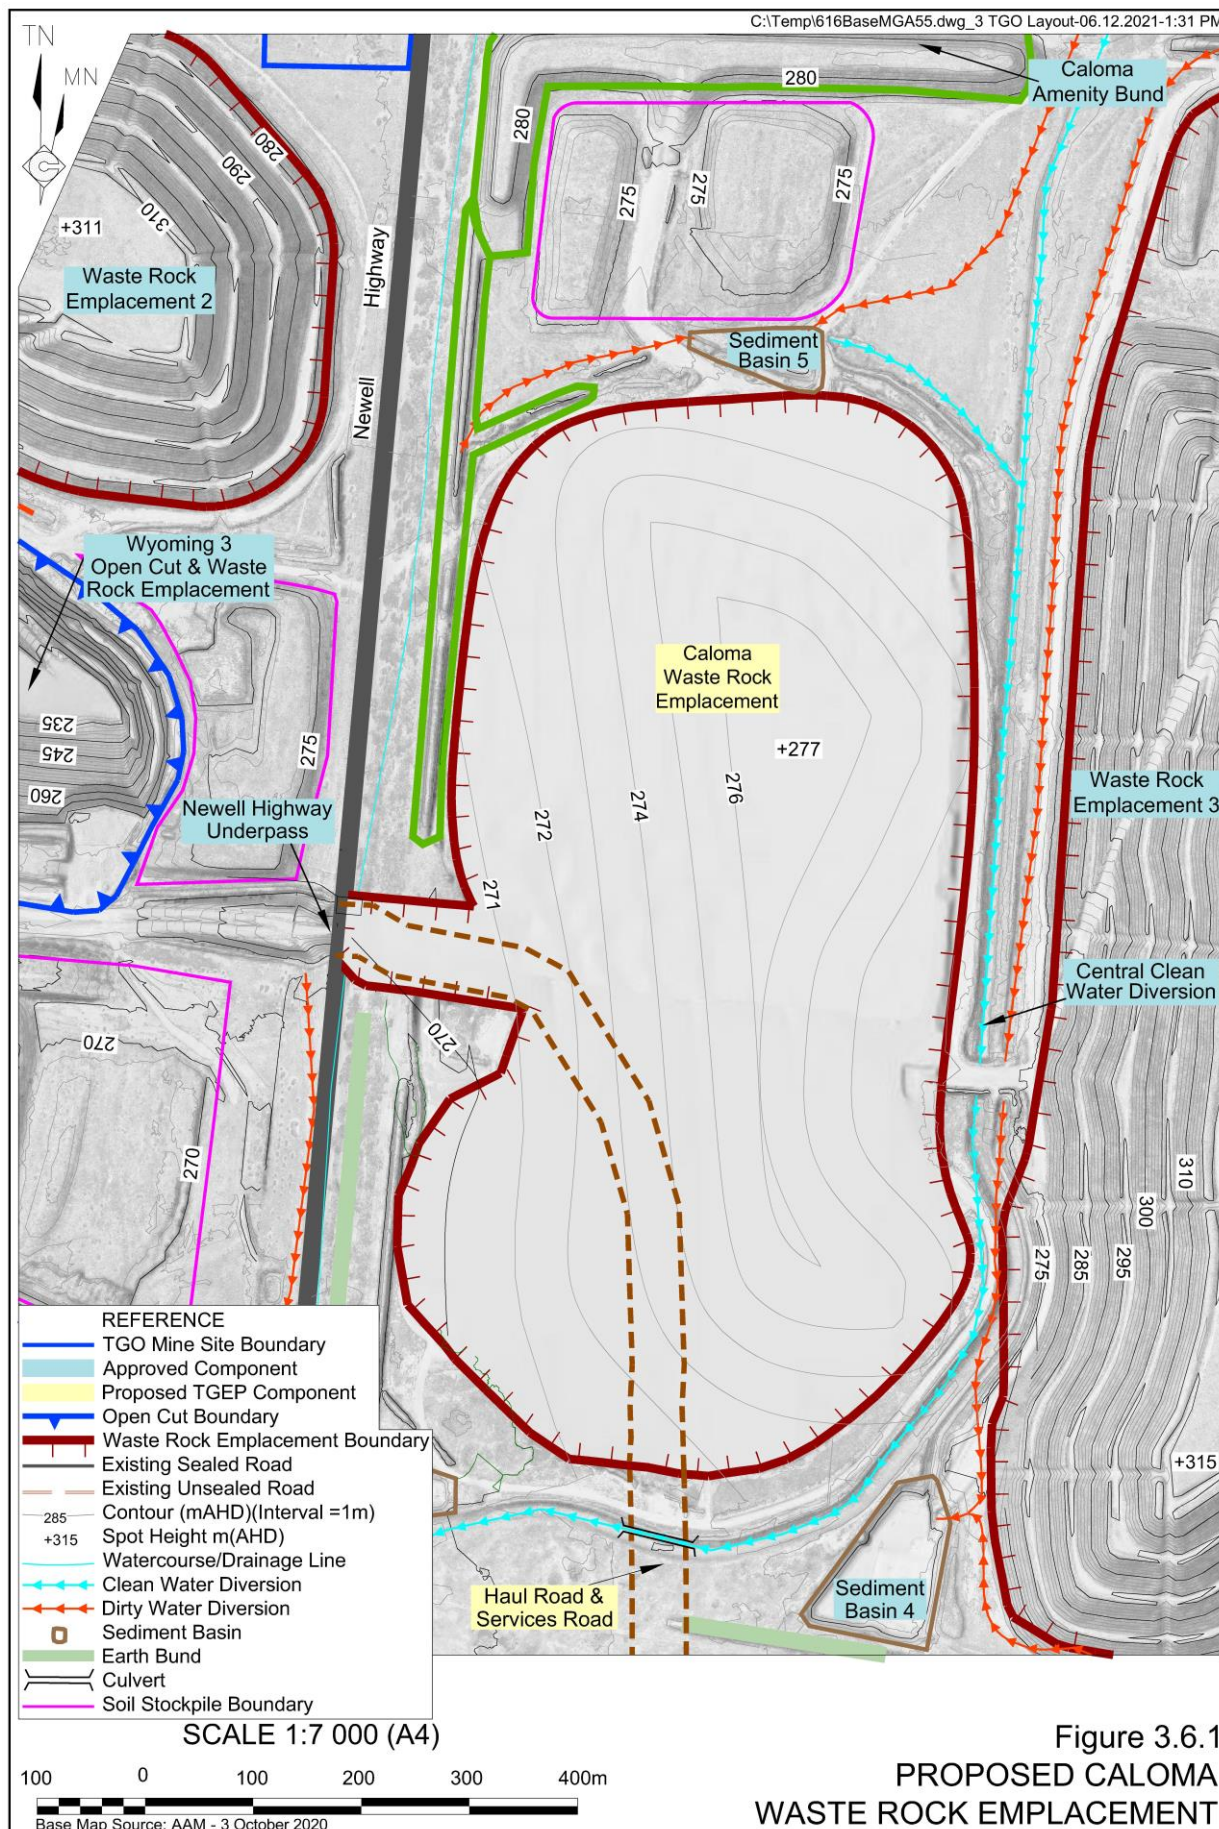 C:\Temp\616BaseMGA55.dwg_3 TGO Layout-06.12.2021-1:31 PM
TN
MN
Caloma
Amenity Bund
280
280
280
290
310
+311
Waste Rock
Emplacement 2
275
275
275
Newell Highway
Sediment
Basin 5
Wyoming 3
Open Cut & Waste
Rock Emplacement
235
245
260
275
Caloma
Waste Rock
Emplacement
+277
276
274
272
271
Waste Rock
Emplacement 3
Newell Highway
Underpass
Central Clean
Water Diversion
270
270
270
310
300
295
285
275
+315
Haul Road &
Services Road
Sediment
Basin 4
REFERENCE
TGO Mine Site Boundary
Approved Component
Proposed TGEP Component
Open Cut Boundary
Waste Rock Emplacement Boundary
Existing Sealed Road
Existing Unsealed Road
285 Contour (mAHD)(Interval =1m)
+315 Spot Height m(AHD)
Watercourse/Drainage Line
Clean Water Diversion
Dirty Water Diversion
Sediment Basin
Earth Bund
Culvert
Soil Stockpile Boundary
SCALE 1:7 000 (A4)
100 0 100 200 300 400m
Base Map Source: AAM - 3 October 2020
Figure 3.6.1
PROPOSED CALOMA
WASTE ROCK EMPLACEMENT